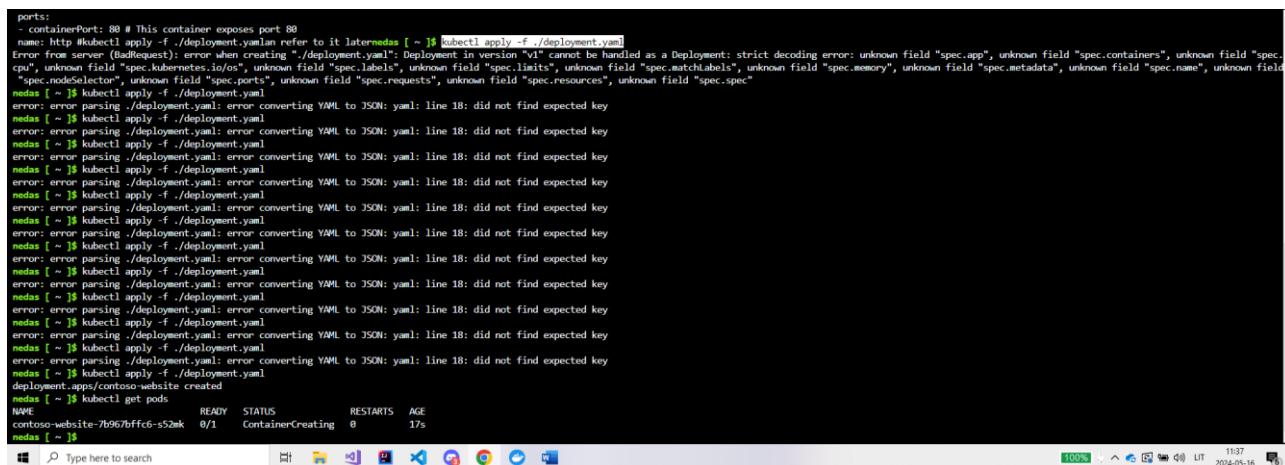 ports:
- containerPort: 80 # This container exposes port 80
name: http #kubectl apply -f ./deployment.yamlan refer to it laternedas [ ~ ]$ kubectl apply -f ./deployment.yaml
Error from server (BadRequest): error when creating "./deployment.yaml": Deployment in version "v1" cannot be handled as a Deployment: strict decoding error: unknown field "spec.app", unknown field "spec.containers", unknown field "spec.
cpu", unknown field "spec.kubernetes.io/os", unknown field "spec.labels", unknown field "spec.limits", unknown field "spec.matchLabels", unknown field "spec.memory", unknown field "spec.metadata", unknown field "spec.name", unknown field
"spec.nodeSelector", unknown field "spec.ports", unknown field "spec.requests", unknown field "spec.resources", unknown field "spec.spec"
nedas [ ~ ]$ kubectl apply -f ./deployment.yaml
error: error parsing ./deployment.yaml: error converting YAML to JSON: yaml: line 18: did not find expected key
nedas [ ~ ]$ kubectl apply -f ./deployment.yaml
error: error parsing ./deployment.yaml: error converting YAML to JSON: yaml: line 18: did not find expected key
nedas [ ~ ]$ kubectl apply -f ./deployment.yaml
error: error parsing ./deployment.yaml: error converting YAML to JSON: yaml: line 18: did not find expected key
nedas [ ~ ]$ kubectl apply -f ./deployment.yaml
error: error parsing ./deployment.yaml: error converting YAML to JSON: yaml: line 18: did not find expected key
nedas [ ~ ]$ kubectl apply -f ./deployment.yaml
error: error parsing ./deployment.yaml: error converting YAML to JSON: yaml: line 18: did not find expected key
nedas [ ~ ]$ kubectl apply -f ./deployment.yaml
error: error parsing ./deployment.yaml: error converting YAML to JSON: yaml: line 18: did not find expected key
nedas [ ~ ]$ kubectl apply -f ./deployment.yaml
error: error parsing ./deployment.yaml: error converting YAML to JSON: yaml: line 18: did not find expected key
nedas [ ~ ]$ kubectl apply -f ./deployment.yaml
error: error parsing ./deployment.yaml: error converting YAML to JSON: yaml: line 18: did not find expected key
nedas [ ~ ]$ kubectl apply -f ./deployment.yaml
error: error parsing ./deployment.yaml: error converting YAML to JSON: yaml: line 18: did not find expected key
nedas [ ~ ]$ kubectl apply -f ./deployment.yaml
error: error parsing ./deployment.yaml: error converting YAML to JSON: yaml: line 18: did not find expected key
nedas [ ~ ]$ kubectl apply -f ./deployment.yaml
error: error parsing ./deployment.yaml: error converting YAML to JSON: yaml: line 18: did not find expected key
nedas [ ~ ]$ kubectl apply -f ./deployment.yaml
deployment.apps/contoso-website created
nedas [ ~ ]$ kubectl get pods
NAME READY STATUS RESTARTS AGE
contoso-website-7b967bffc6-s52mk 0/1 ContainerCreating 0 17s
nedas [ ~ ]$
Type here to search 100% LIT 11:37
2024-05-16